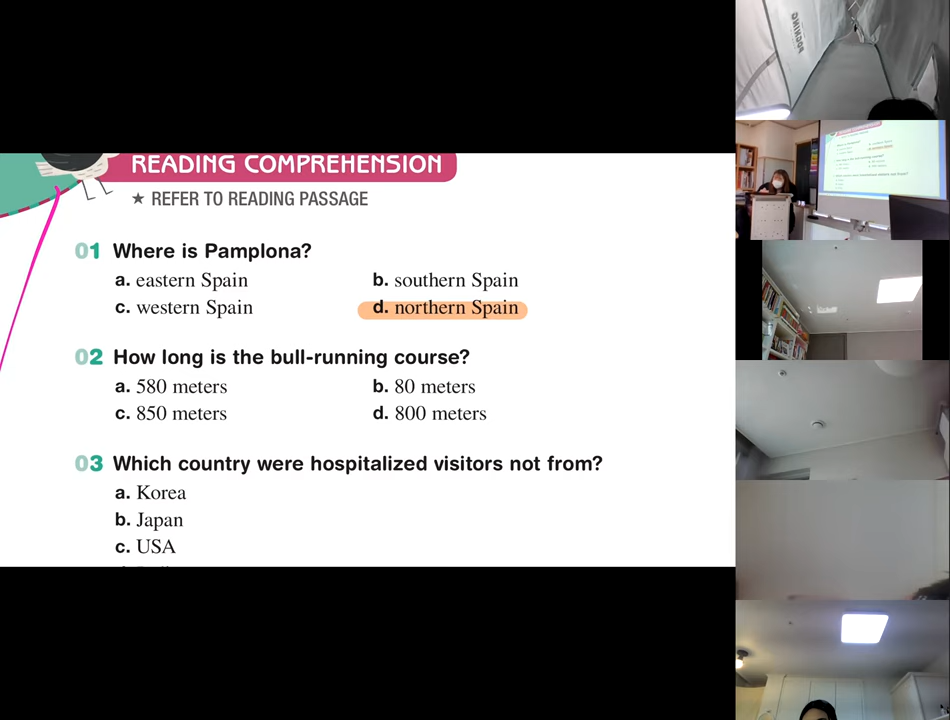 READING COMPREHENSION
★ REFER TO READING PASSAGE
01 Where is Pamplona?
a. eastern Spain b. southern Spain
c. western Spain d. northern Spain
02 How long is the bull-running course?
a. 580 meters b. 80 meters
c. 850 meters d. 800 meters
03 Which country were hospitalized visitors not from?
a. Korea
b. Japan
c. USA